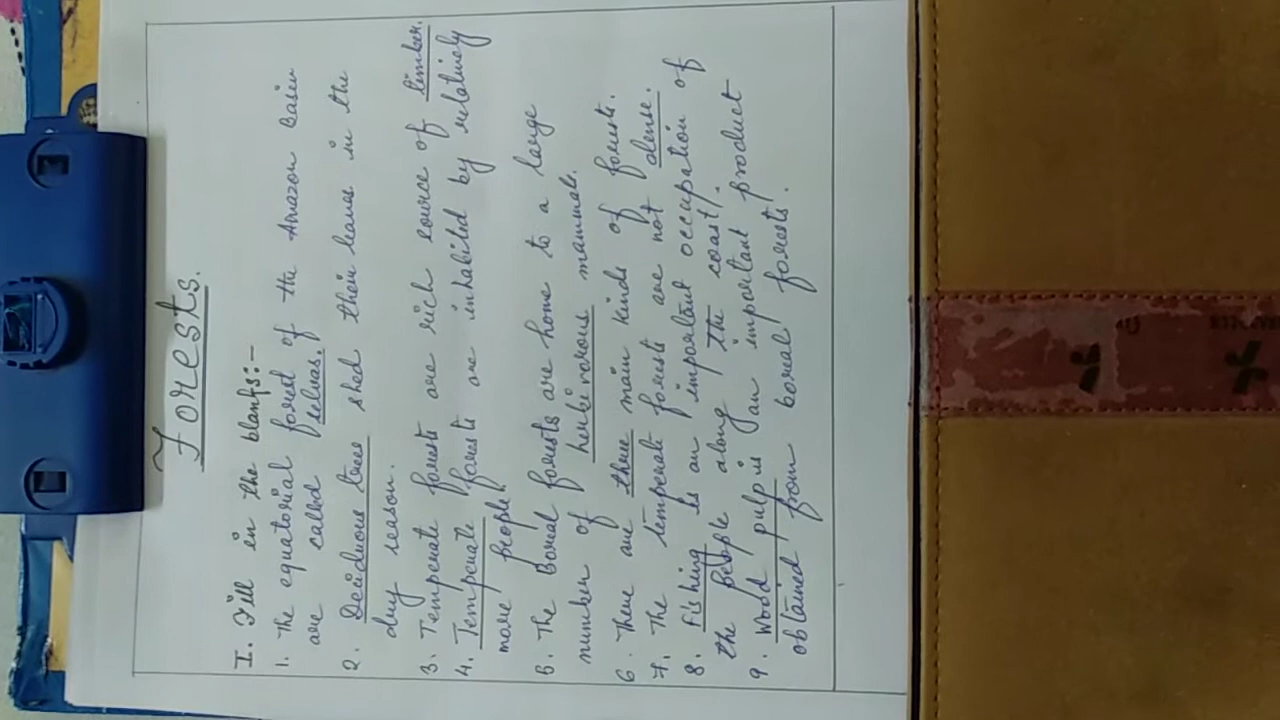 Forests.
I. Fill in the blanks:-
1. The equatorial forest of the Amazon Basin
are called selvas.
2. Deciduous trees shed their leaves in the
dry season.
3. Temperate forests are rich source of timber.
4. Temperate forests are inhabited by relatively
more people.
5. The Boreal forests are home to a large
number of herbivorous mammals.
6. There are three main kinds of forests.
7. The temperate forests are not dense.
8. Fishing is an important occupation of
the people along the coast.
9. Wood pulp is an important product
obtained from boreal forests.